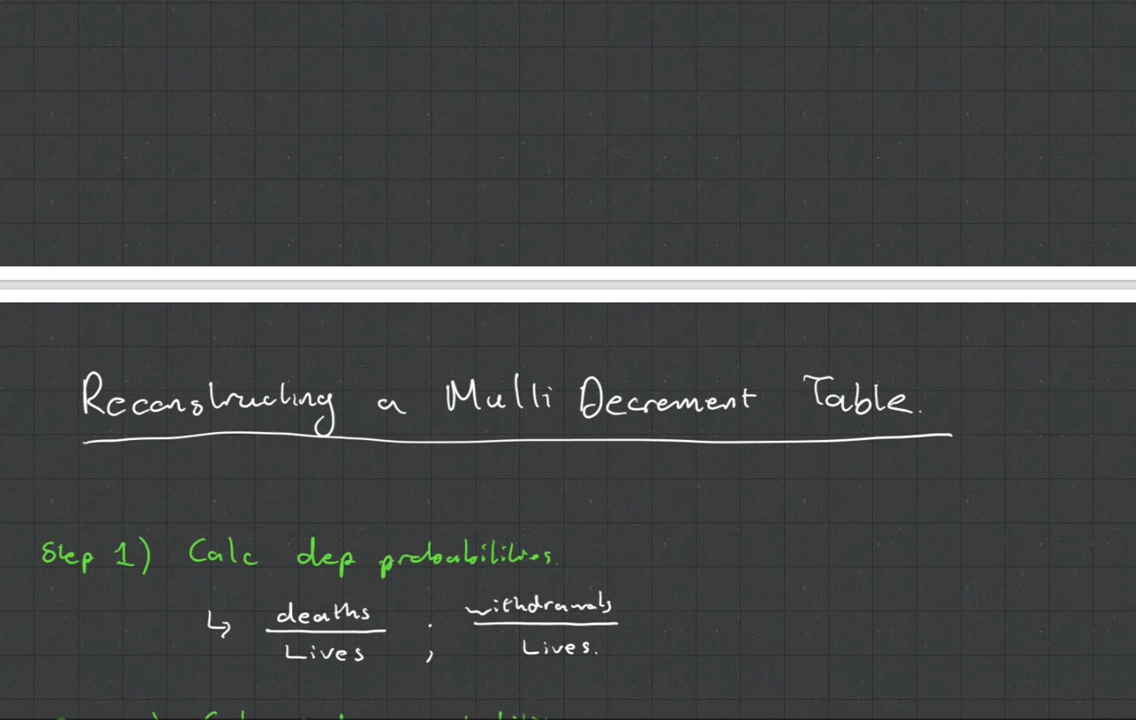 Reconstructing a Multi Decrement Table.
Step 1) Calc dep probabilities.
↳ deaths / Lives ; withdrawals / Lives.